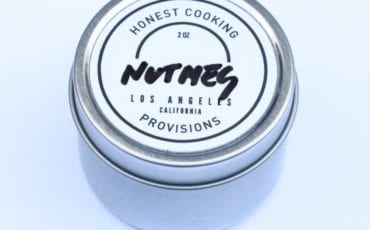 HONEST COOKING
2 OZ
NUTMEG
LOS ANGELES
CALIFORNIA
PROVISIONS